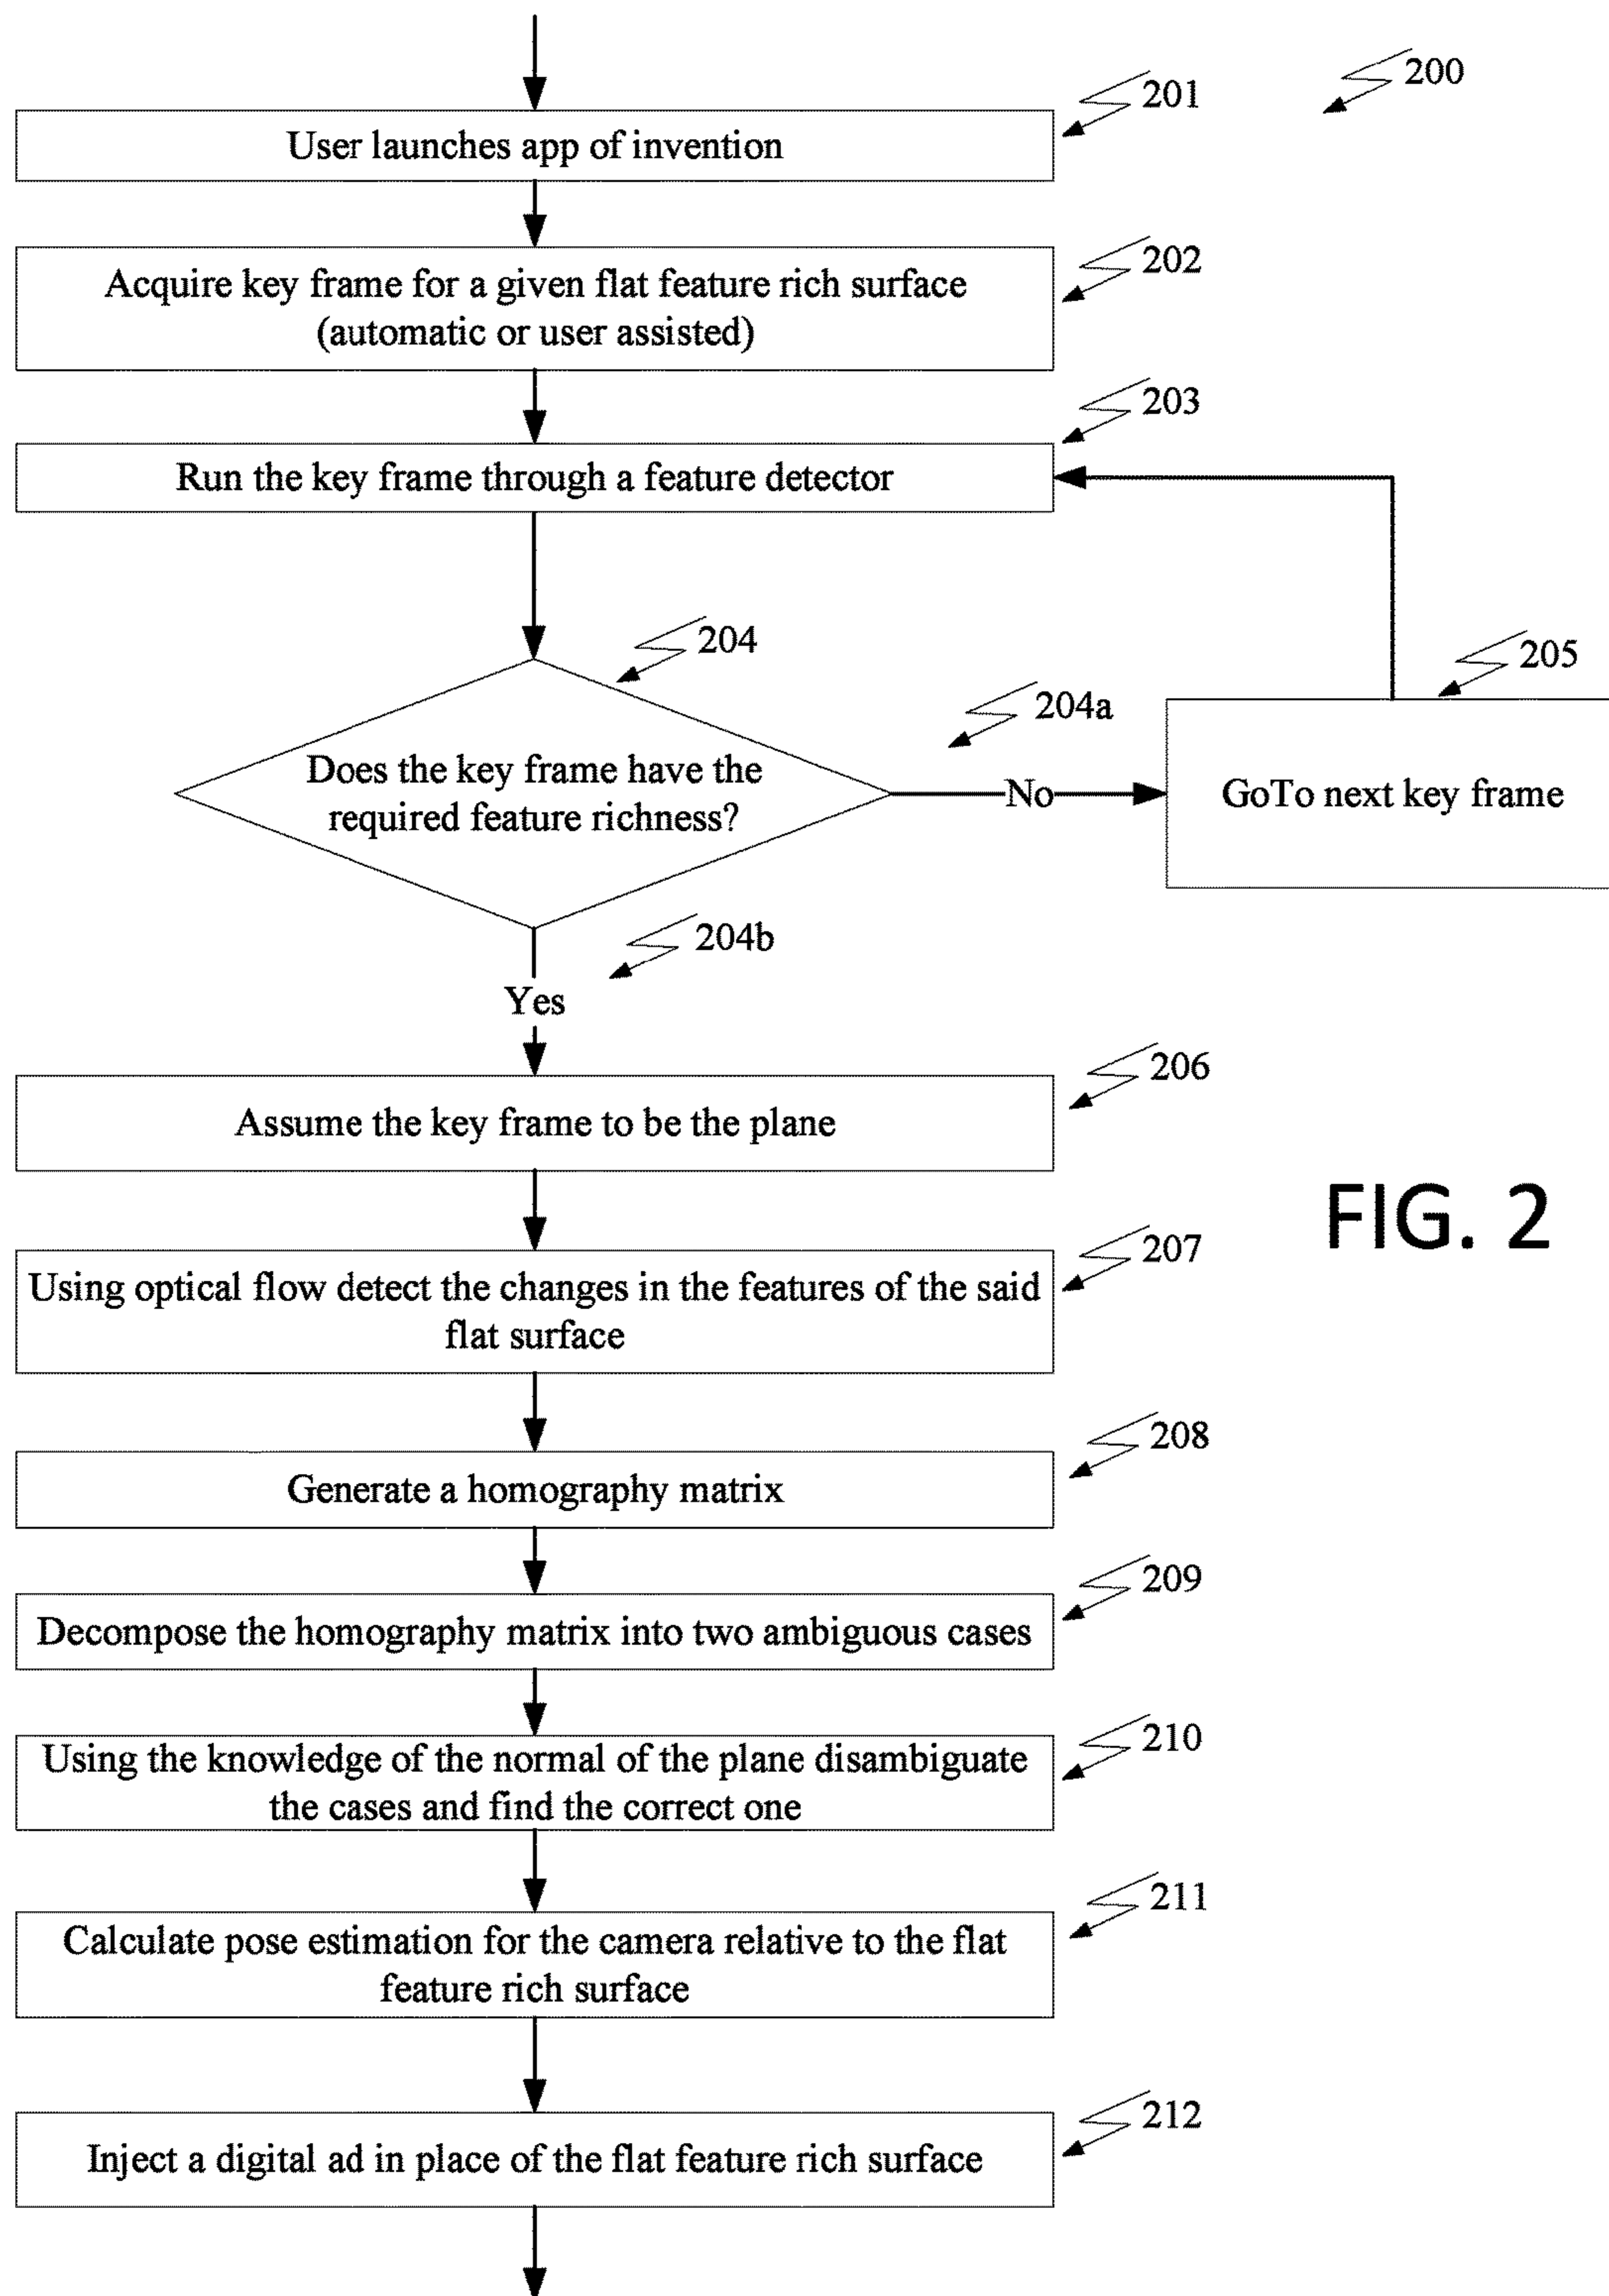 200
201
User launches app of invention
202
Acquire key frame for a given flat feature rich surface
(automatic or user assisted)
203
Run the key frame through a feature detector
204
205
204a
Does the key frame have the
required feature richness?
No
GoTo next key frame
204b
Yes
206
Assume the key frame to be the plane
FIG. 2
207
Using optical flow detect the changes in the features of the said
flat surface
208
Generate a homography matrix
209
Decompose the homography matrix into two ambiguous cases
210
Using the knowledge of the normal of the plane disambiguate
the cases and find the correct one
211
Calculate pose estimation for the camera relative to the flat
feature rich surface
212
Inject a digital ad in place of the flat feature rich surface